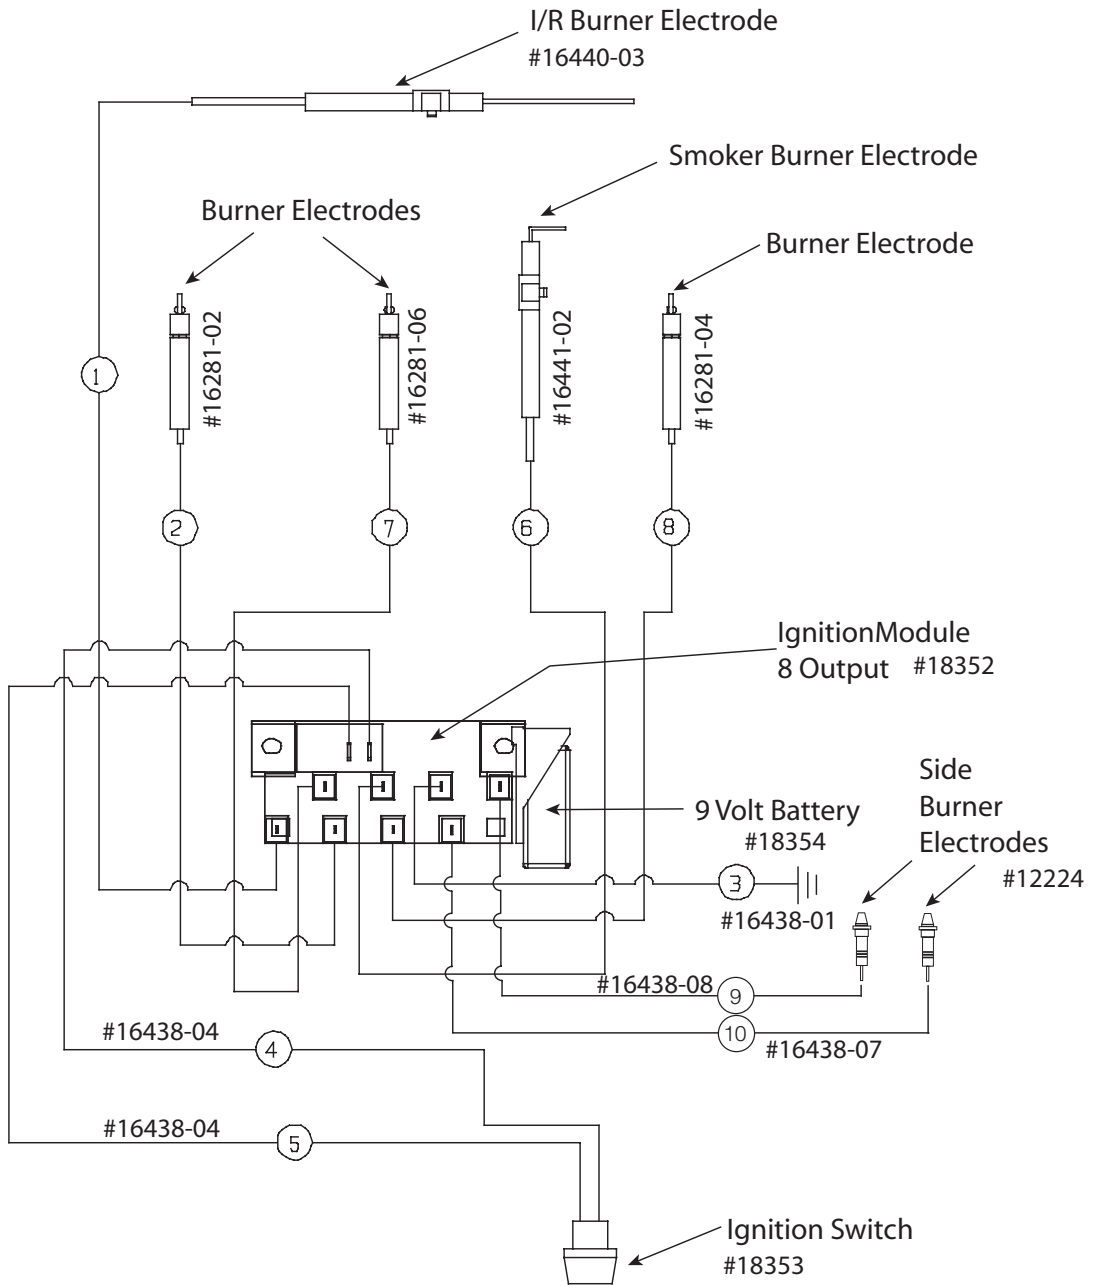 I/R Burner Electrode
#16440-03
Smoker Burner Electrode
Burner Electrodes
Burner Electrode
#16281-02
#16281-06
#16441-02
#16281-04
1
2
7
6
8
IgnitionModule
8 Output #18352
Side
Burner
Electrodes
#12224
9 Volt Battery
#18354
3
#16438-01
#16438-08
9
10
#16438-07
#16438-04
4
#16438-04
5
Ignition Switch
#18353